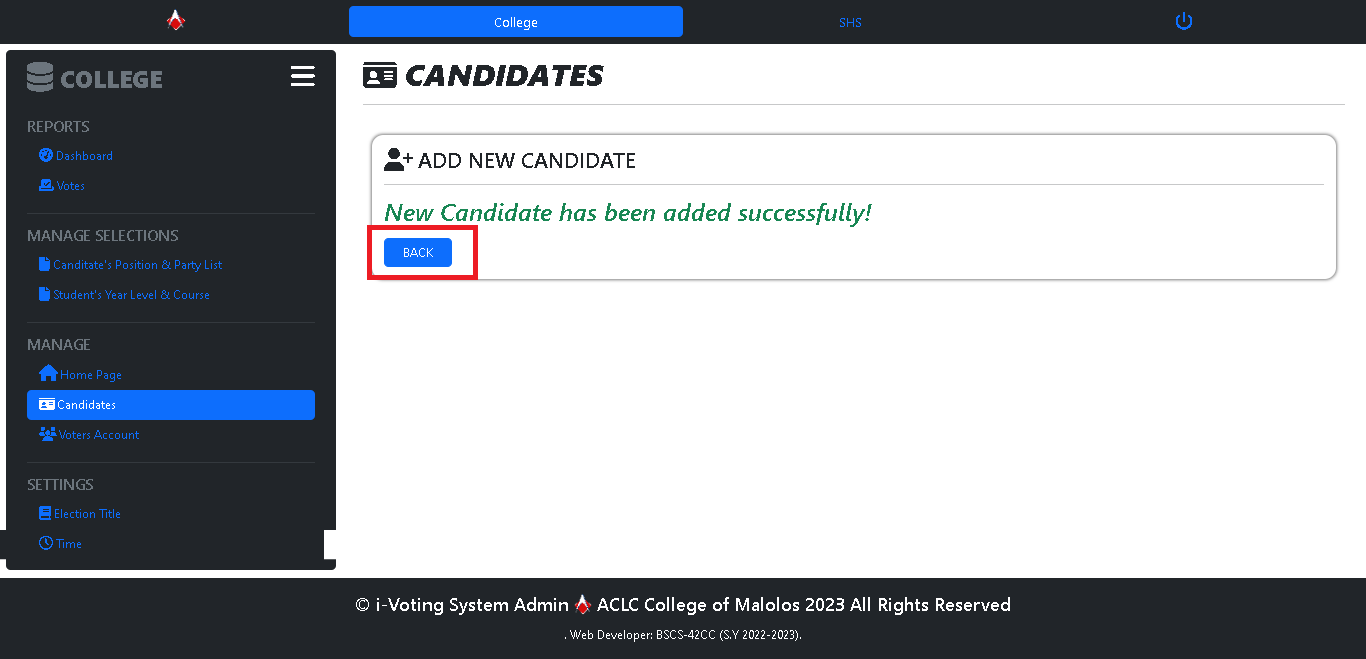 College
SHS
COLLEGE
REPORTS
Dashboard
Votes
MANAGE SELECTIONS
Canditate's Position & Party List
Student's Year Level & Course
MANAGE
Home Page
Candidates
Voters Account
SETTINGS
Election Title
Time
CANDIDATES
ADD NEW CANDIDATE
New Candidate has been added successfully!
BACK
© i-Voting System Admin ACLC College of Malolos 2023 All Rights Reserved
. Web Developer: BSCS-42CC (S.Y 2022-2023).